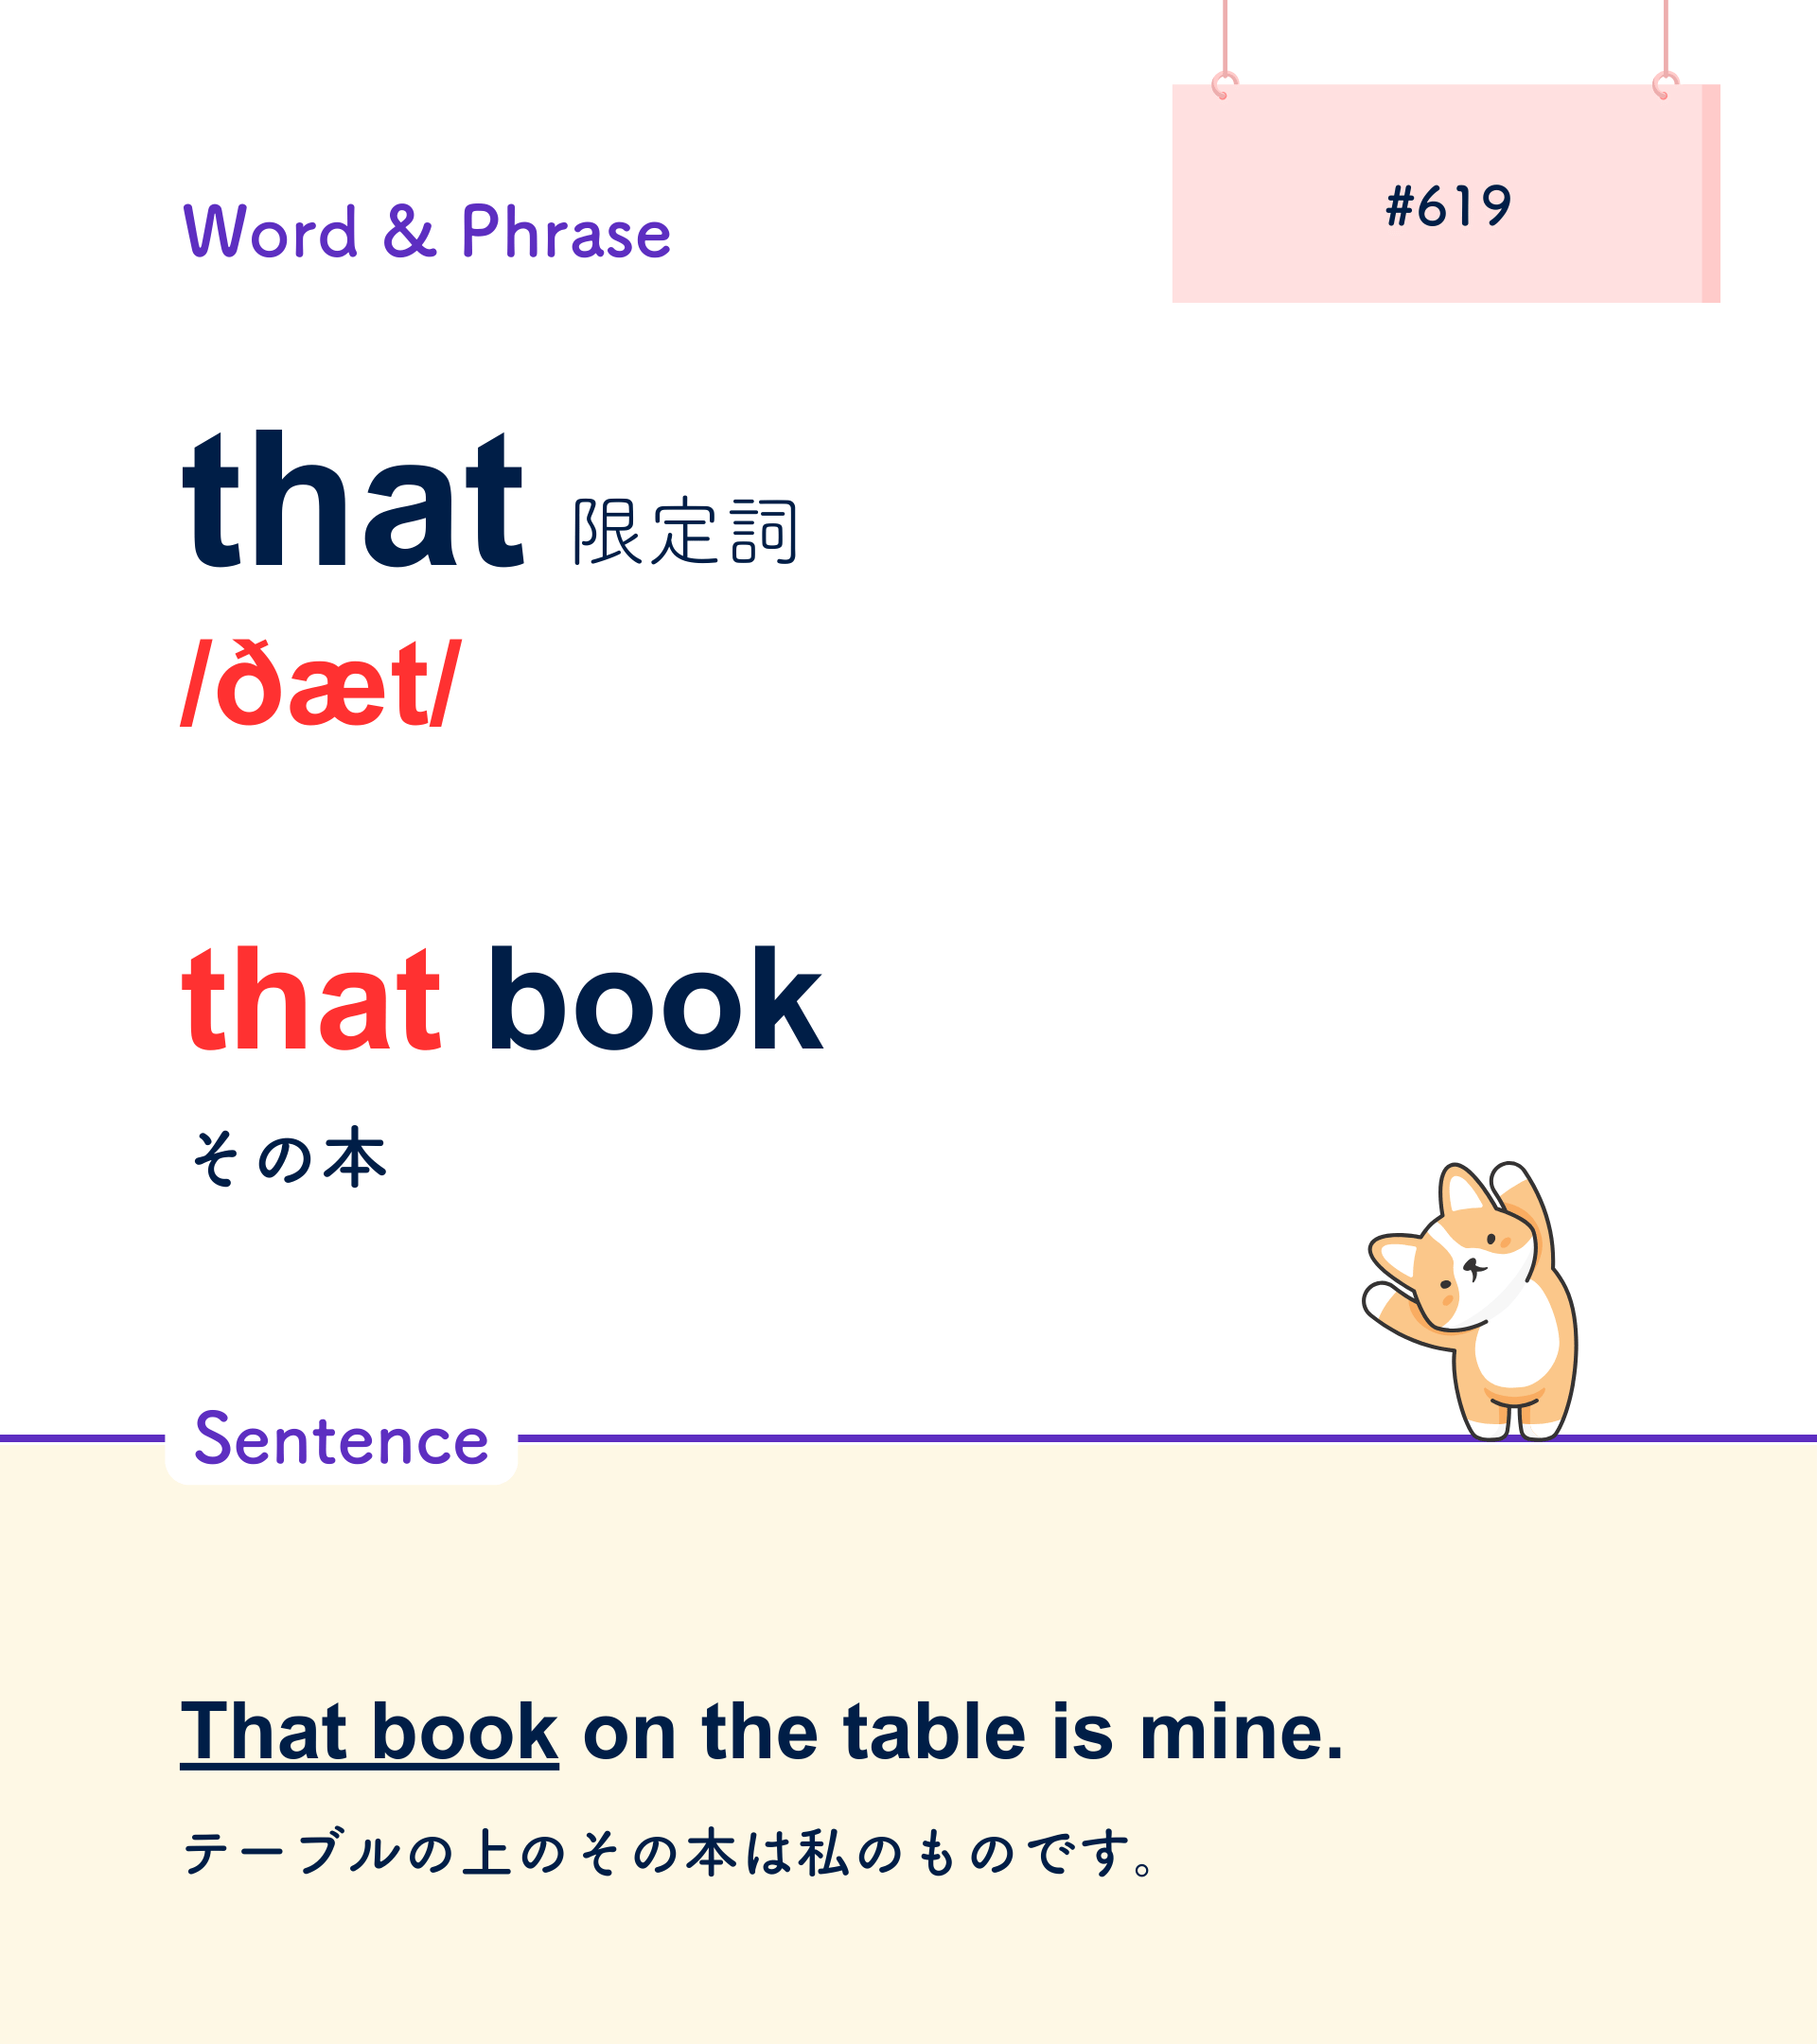 #619
Word & Phrase
that 限定詞
/ðæt/
that book
その本
Sentence
That book on the table is mine.
テーブルの上のその本は私のものです。